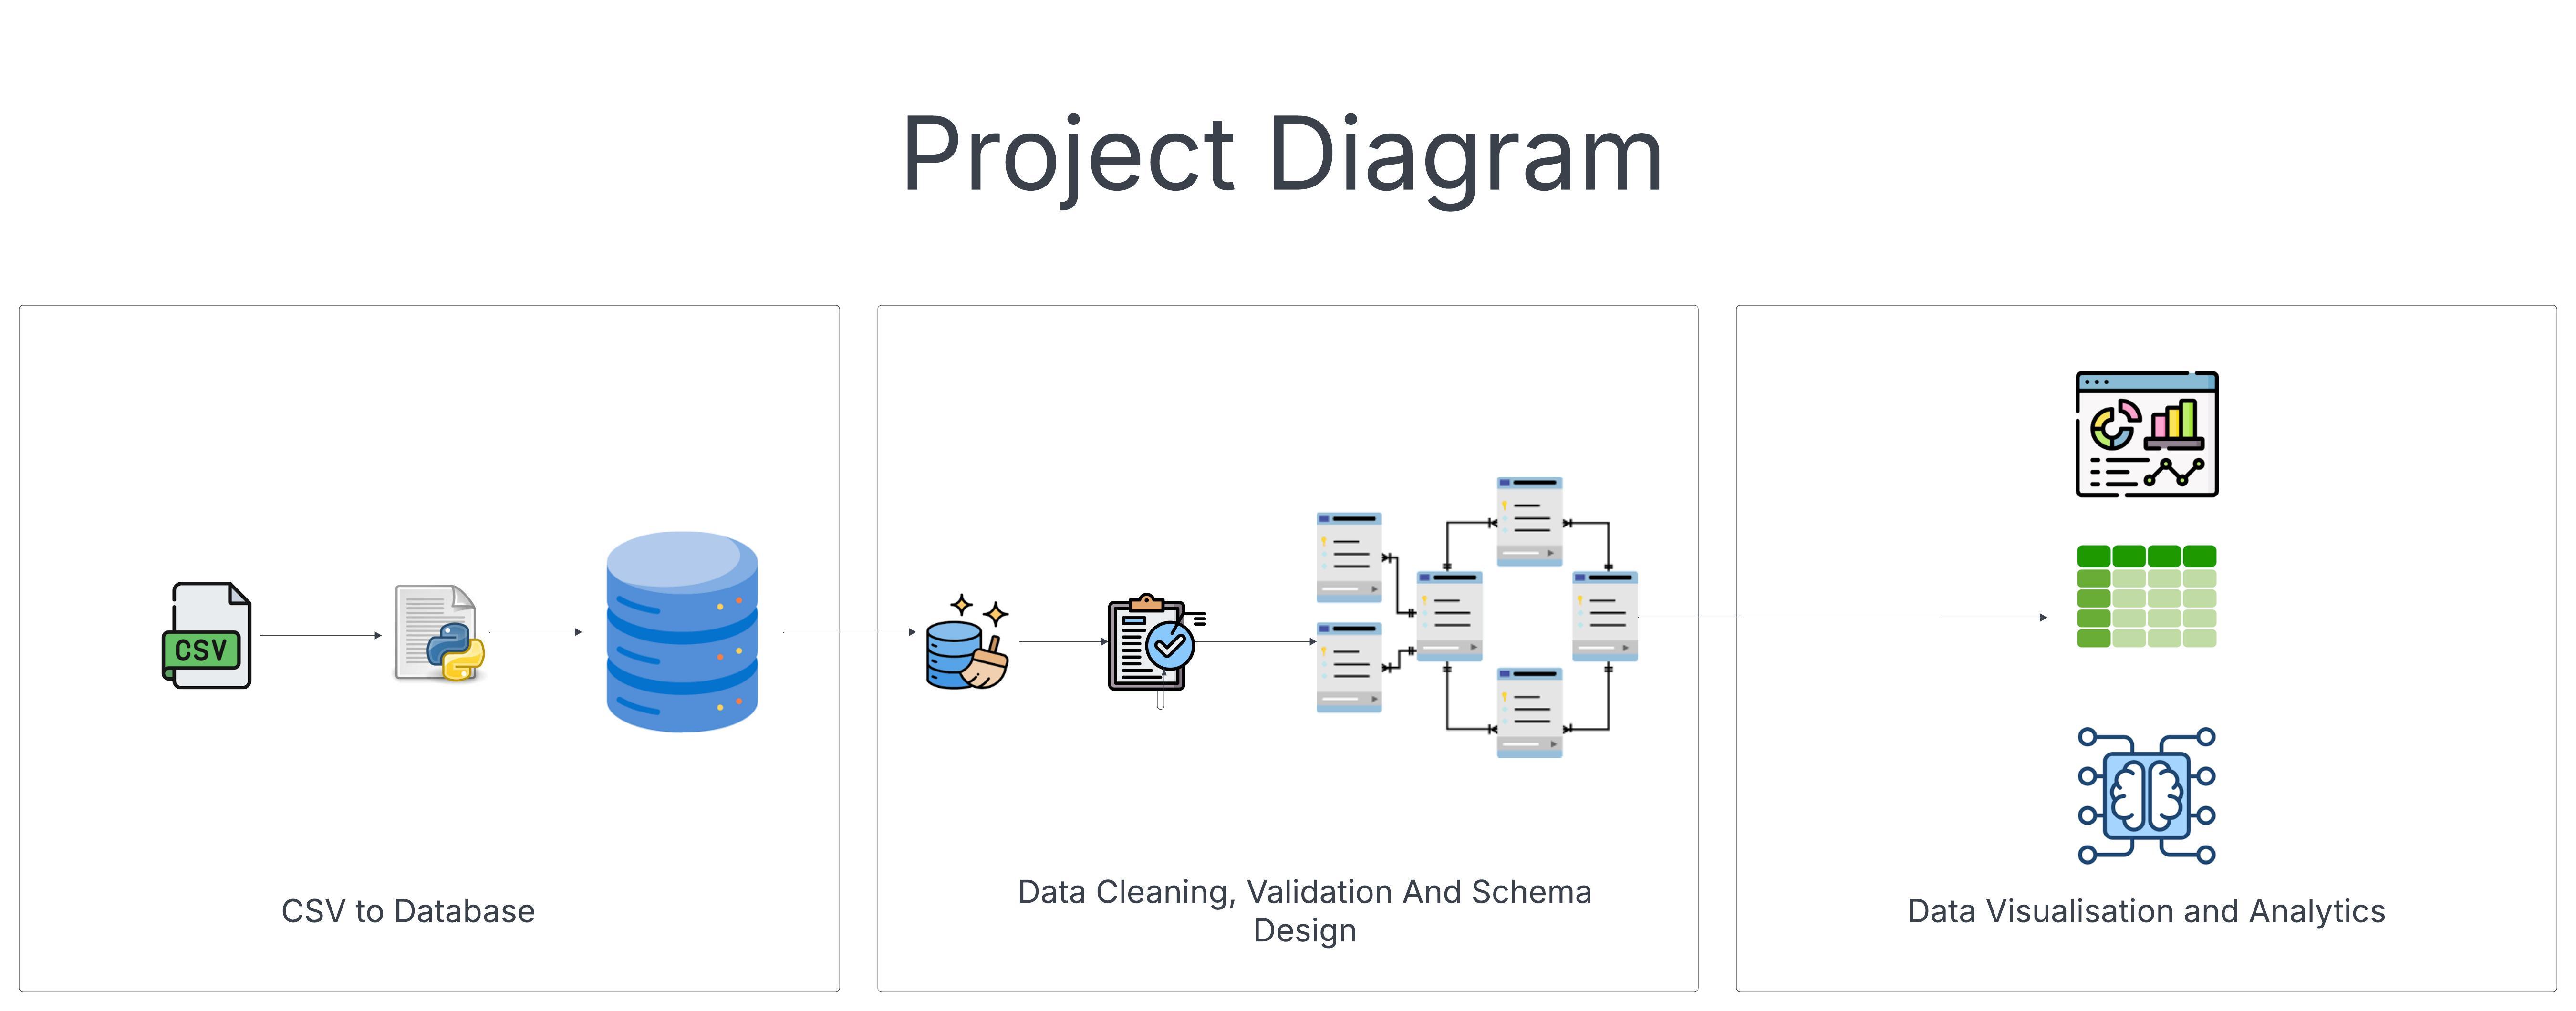 Project Diagram
CSV
CSV to Database
Data Cleaning, Validation And Schema
Design
Data Visualisation and Analytics